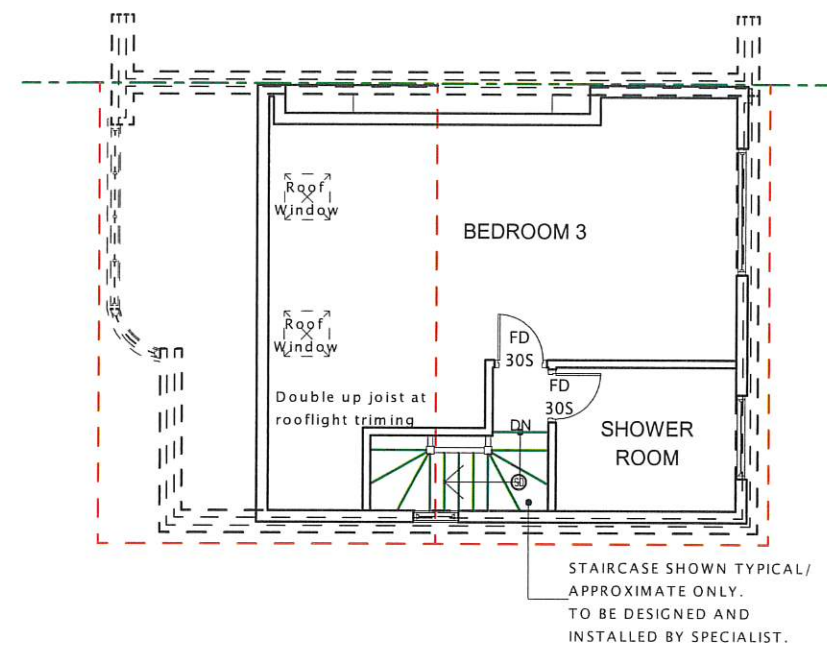 Roof
Window
BEDROOM 3
Roof
Window
FD
30S
FD
30S
Double up joist at
rooflight triming
DN
SHOWER
ROOM
SD
STAIRCASE SHOWN TYPICAL/
APPROXIMATE ONLY.
TO BE DESIGNED AND
INSTALLED BY SPECIALIST.